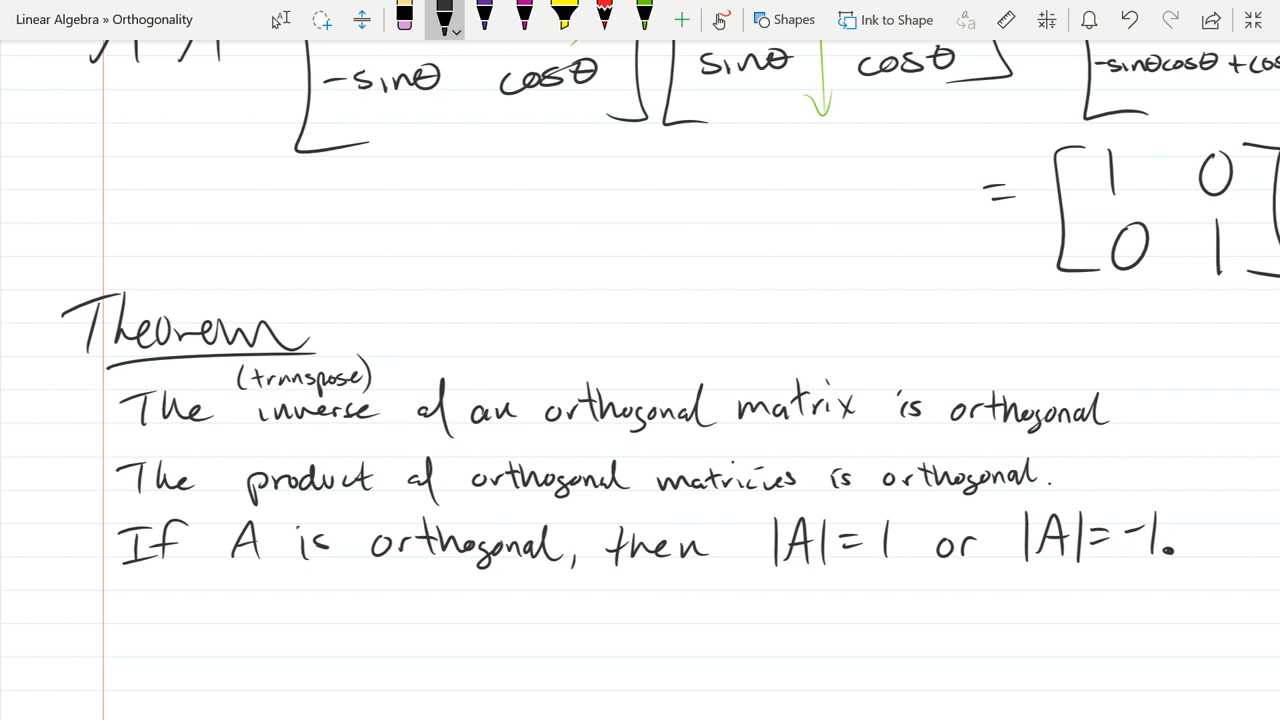 Linear Algebra » Orthogonality
Shapes
Ink to Shape
-sinθ cosθ sinθ cosθ -sinθcosθ + cos
= 1 0
0 1
Theorem
(transpose)
The inverse of an orthogonal matrix is orthogonal
The product of orthogonal matricies is orthogonal.
If A is orthogonal, then |A| = 1 or |A| = -1.